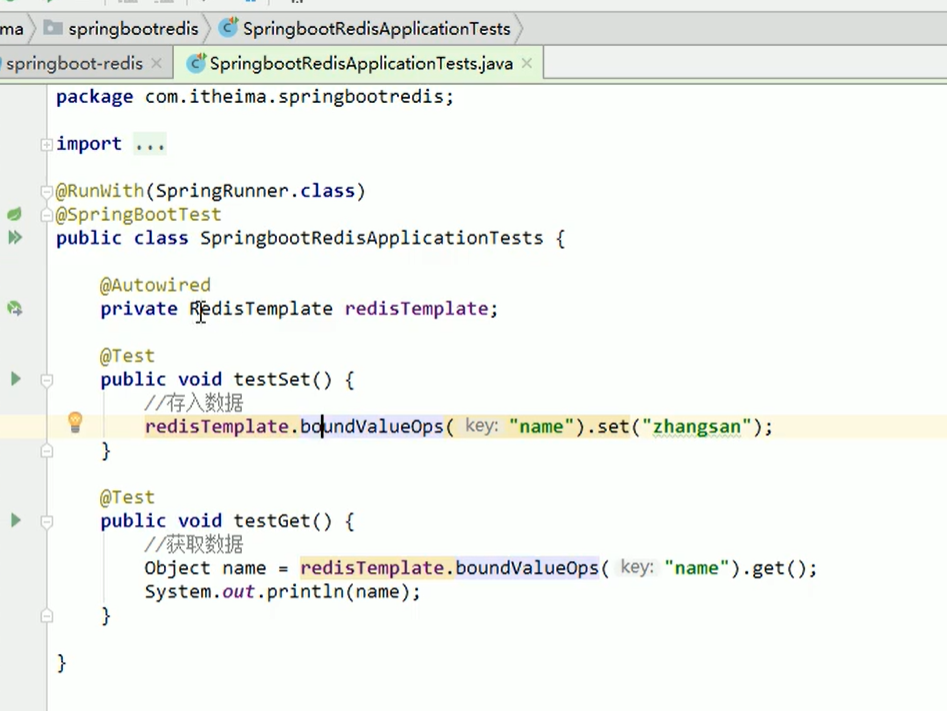 ma springbootredis SpringbootRedisApplicationTests
springboot-redis SpringbootRedisApplicationTests.java
package com.itheima.springbootredis;
import ...
@RunWith(SpringRunner.class)
@SpringBootTest
public class SpringbootRedisApplicationTests {
@Autowired
private RedisTemplate redisTemplate;
@Test
public void testSet() {
//存入数据
redisTemplate.boundValueOps( key: "name").set("zhangsan");
}
@Test
public void testGet() {
//获取数据
Object name = redisTemplate.boundValueOps( key: "name").get();
System.out.println(name);
}
}